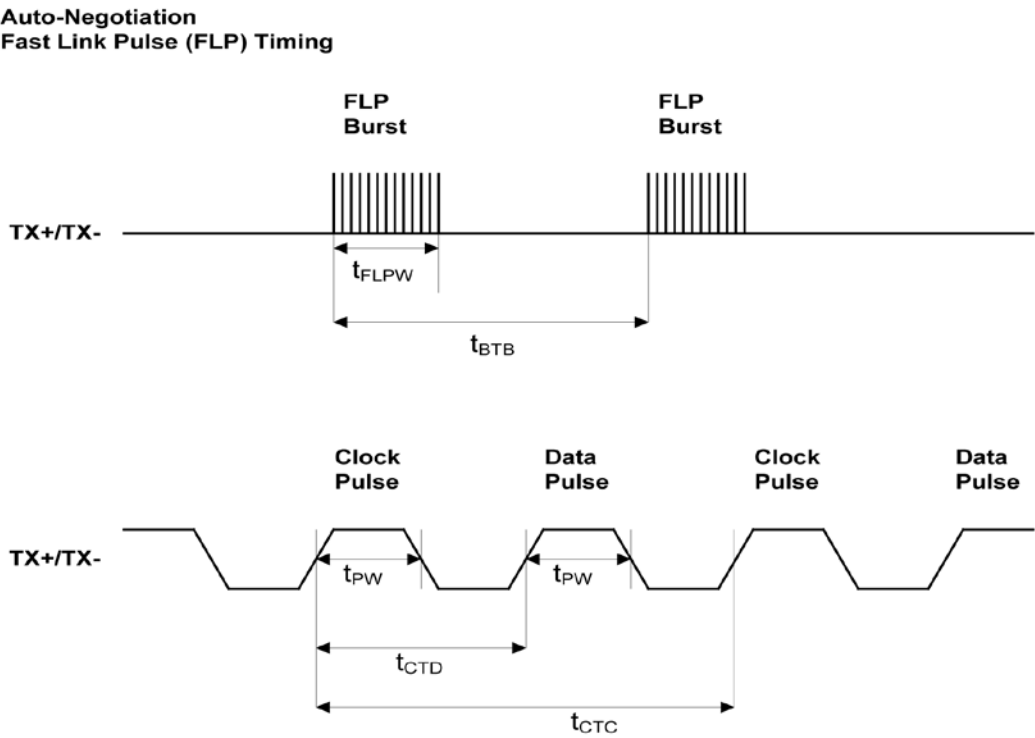 Auto-Negotiation
Fast Link Pulse (FLP) Timing
FLP
Burst
FLP
Burst
TX+/TX-
tFLPW
tBTB
Clock
Pulse
Data
Pulse
Clock
Pulse
Data
Pulse
TX+/TX-
tPW
tPW
tCTD
tCTC